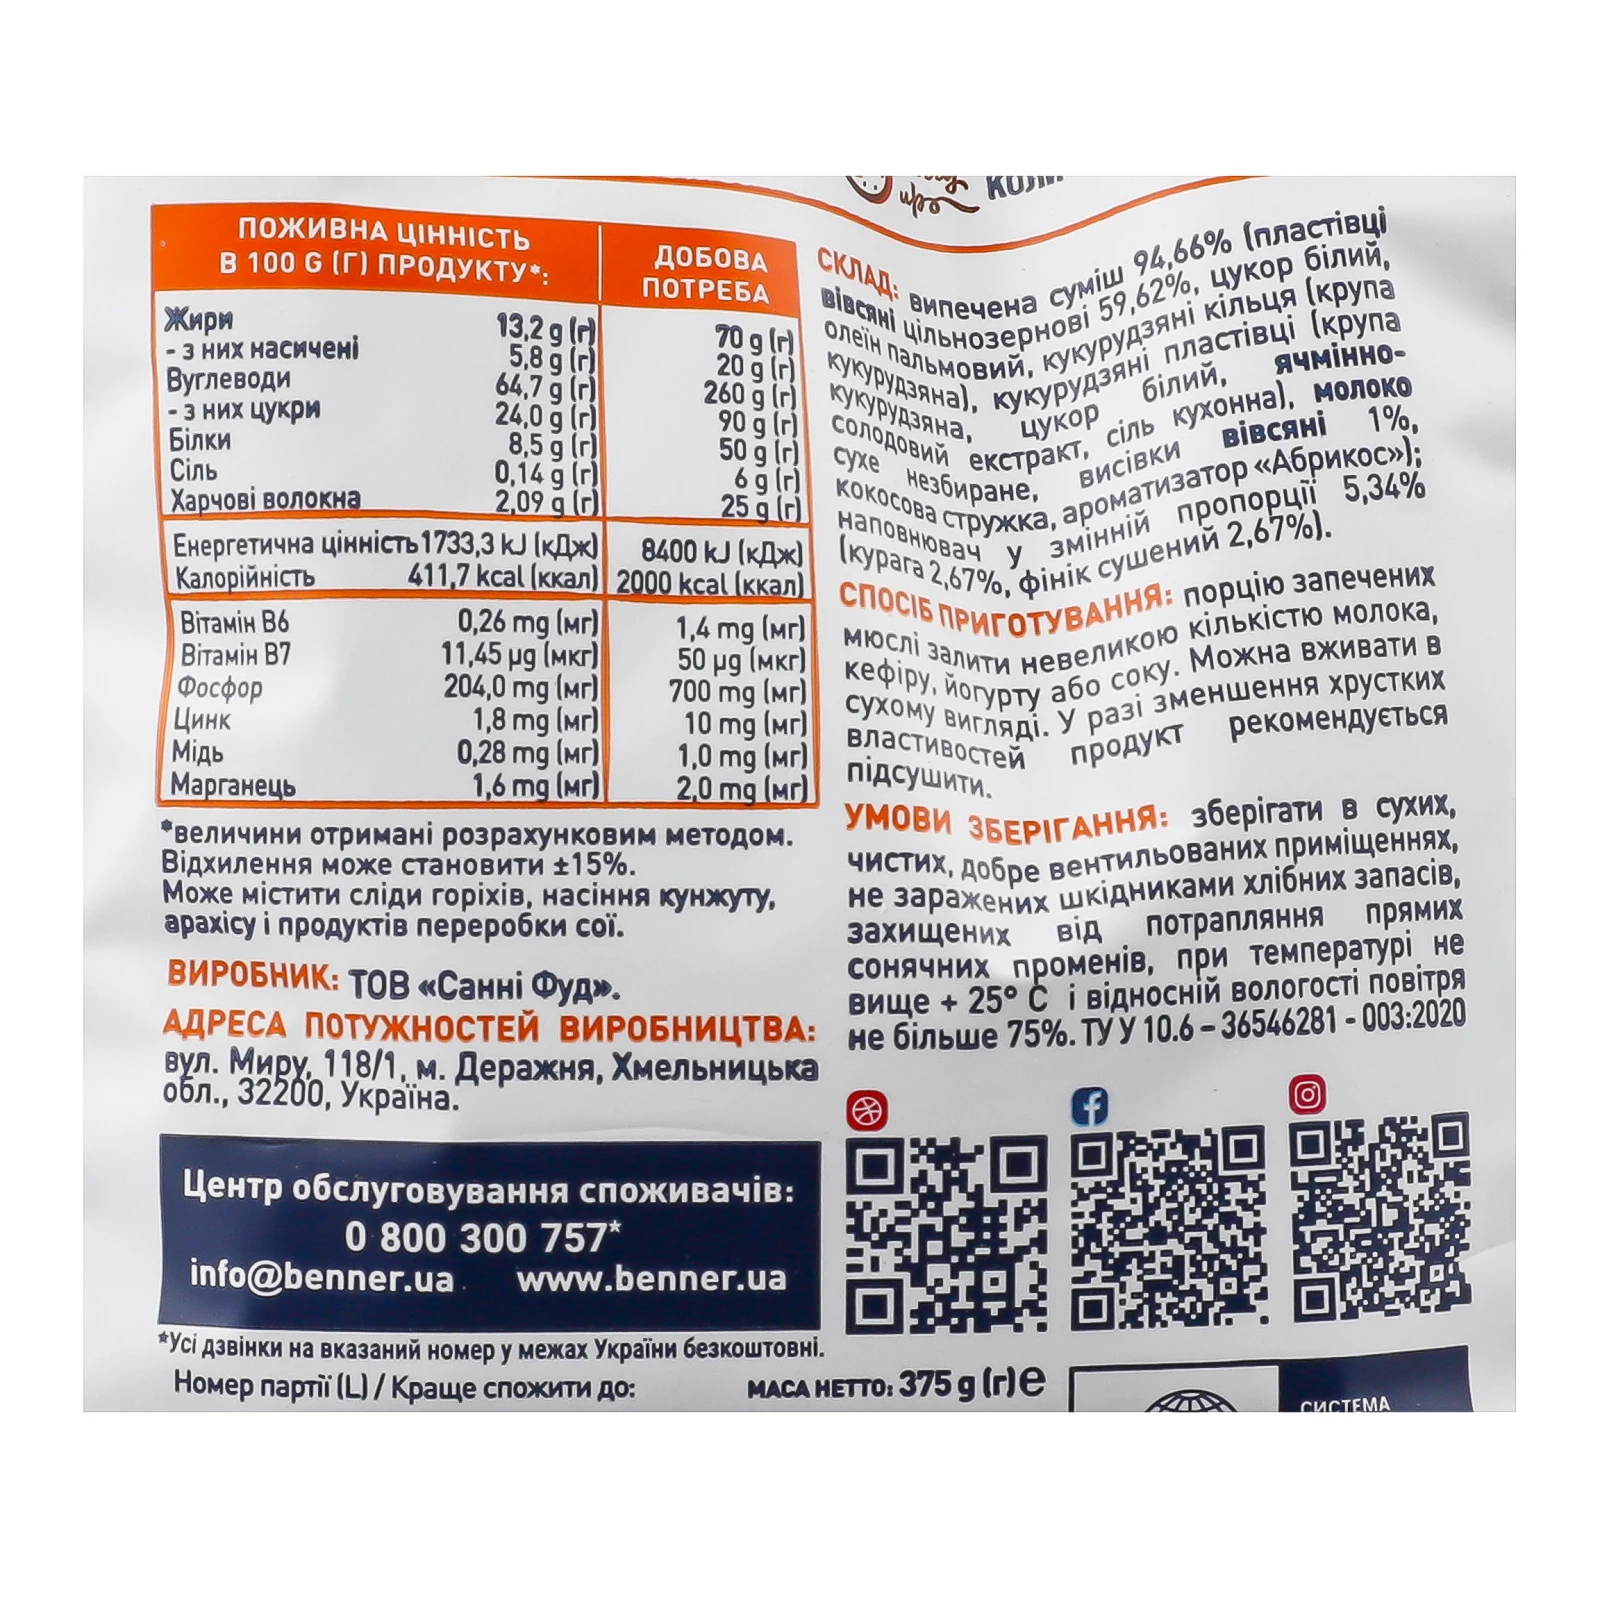 ПОЖИВНА ЦІННІСТЬ
В 100 G (Г) ПРОДУКТУ*:
ДОБОВА
ПОТРЕБА
Жири 13,2 g (г) 70 g (г)
- з них насичені 5,8 g (г) 20 g (г)
Вуглеводи 64,7 g (г) 260 g (г)
- з них цукри 24,0 g (г) 90 g (г)
Білки 8,5 g (г) 50 g (г)
Сіль 0,14 g (г) 6 g (г)
Харчові волокна 2,09 g (г) 25 g (г)
Енергетична цінність 1733,3 kJ (кДж) 8400 kJ (кДж)
Калорійність 411,7 kcal (ккал) 2000 kcal (ккал)
Вітамін B6 0,26 mg (мг) 1,4 mg (мг)
Вітамін B7 11,45 µg (мкг) 50 µg (мкг)
Фосфор 204,0 mg (мг) 700 mg (мг)
Цинк 1,8 mg (мг) 10 mg (мг)
Мідь 0,28 mg (мг) 1,0 mg (мг)
Марганець 1,6 mg (мг) 2,0 mg (мг)
*величини отримані розрахунковим методом.
Відхилення може становити ±15%.
Може містити сліди горіхів, насіння кунжуту,
арахісу і продуктів переробки сої.
ВИРОБНИК: ТОВ «Санні Фуд».
АДРЕСА ПОТУЖНОСТЕЙ ВИРОБНИЦТВА:
вул. Миру, 118/1, м. Деражня, Хмельницька
обл., 32200, Україна.
Центр обслуговування споживачів:
0 800 300 757*
info@benner.ua www.benner.ua
*Усі дзвінки на вказаний номер у межах України безкоштовні.
Номер партії (L) / Краще спожити до:
МАСА НЕТТО: 375 g (г) e
СКЛАД: випечена суміш 94,66% (пластівці
вівсяні цільнозернові 59,62%, цукор білий,
олеїн пальмовий, кукурудзяні кільця (крупа
кукурудзяна), кукурудзяні пластівці (крупа
кукурудзяна, цукор білий, ячмінно-
солодовий екстракт, сіль кухонна), молоко
сухе незбиране, висівки вівсяні 1%,
кокосова стружка, ароматизатор «Абрикос»);
наповнювач у змінній пропорції 5,34%
(курага 2,67%, фінік сушений 2,67%).
СПОСІБ ПРИГОТУВАННЯ: порцію запечених
мюслі залити невеликою кількістю молока,
кефіру, йогурту або соку. Можна вживати в
сухому вигляді. У разі зменшення хрустких
властивостей продукт рекомендується
підсушити.
УМОВИ ЗБЕРІГАННЯ: зберігати в сухих,
чистих, добре вентильованих приміщеннях,
не заражених шкідниками хлібних запасів,
захищених від потрапляння прямих
сонячних променів, при температурі не
вище + 25° C і відносній вологості повітря
не більше 75%. ТУ У 10.6 – 36546281 - 003:2020
СИСТЕМА